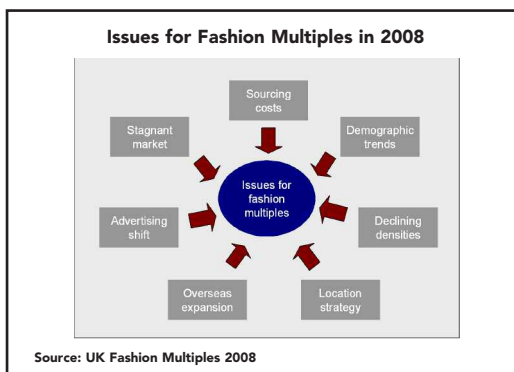 Issues for Fashion Multiples in 2008
Sourcing
costs
Stagnant
market
Demographic
trends
Issues for
fashion
multiples
Advertising
shift
Declining
densities
Overseas
expansion
Location
strategy
Source: UK Fashion Multiples 2008